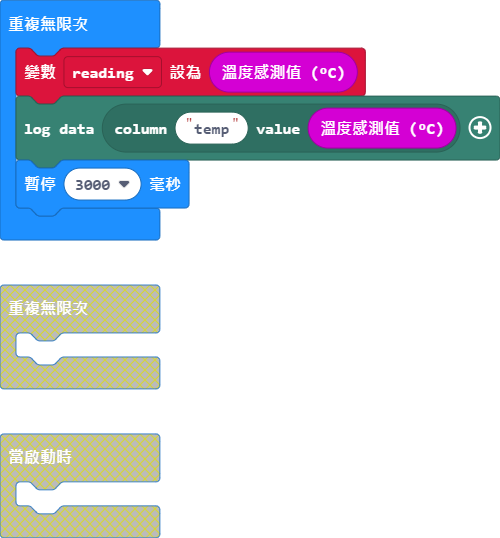 重複無限次
變數 reading 設為 溫度感測值 (ºC)
log data column "temp" value 溫度感測值 (ºC)
暫停 3000 毫秒
重複無限次
當啟動時